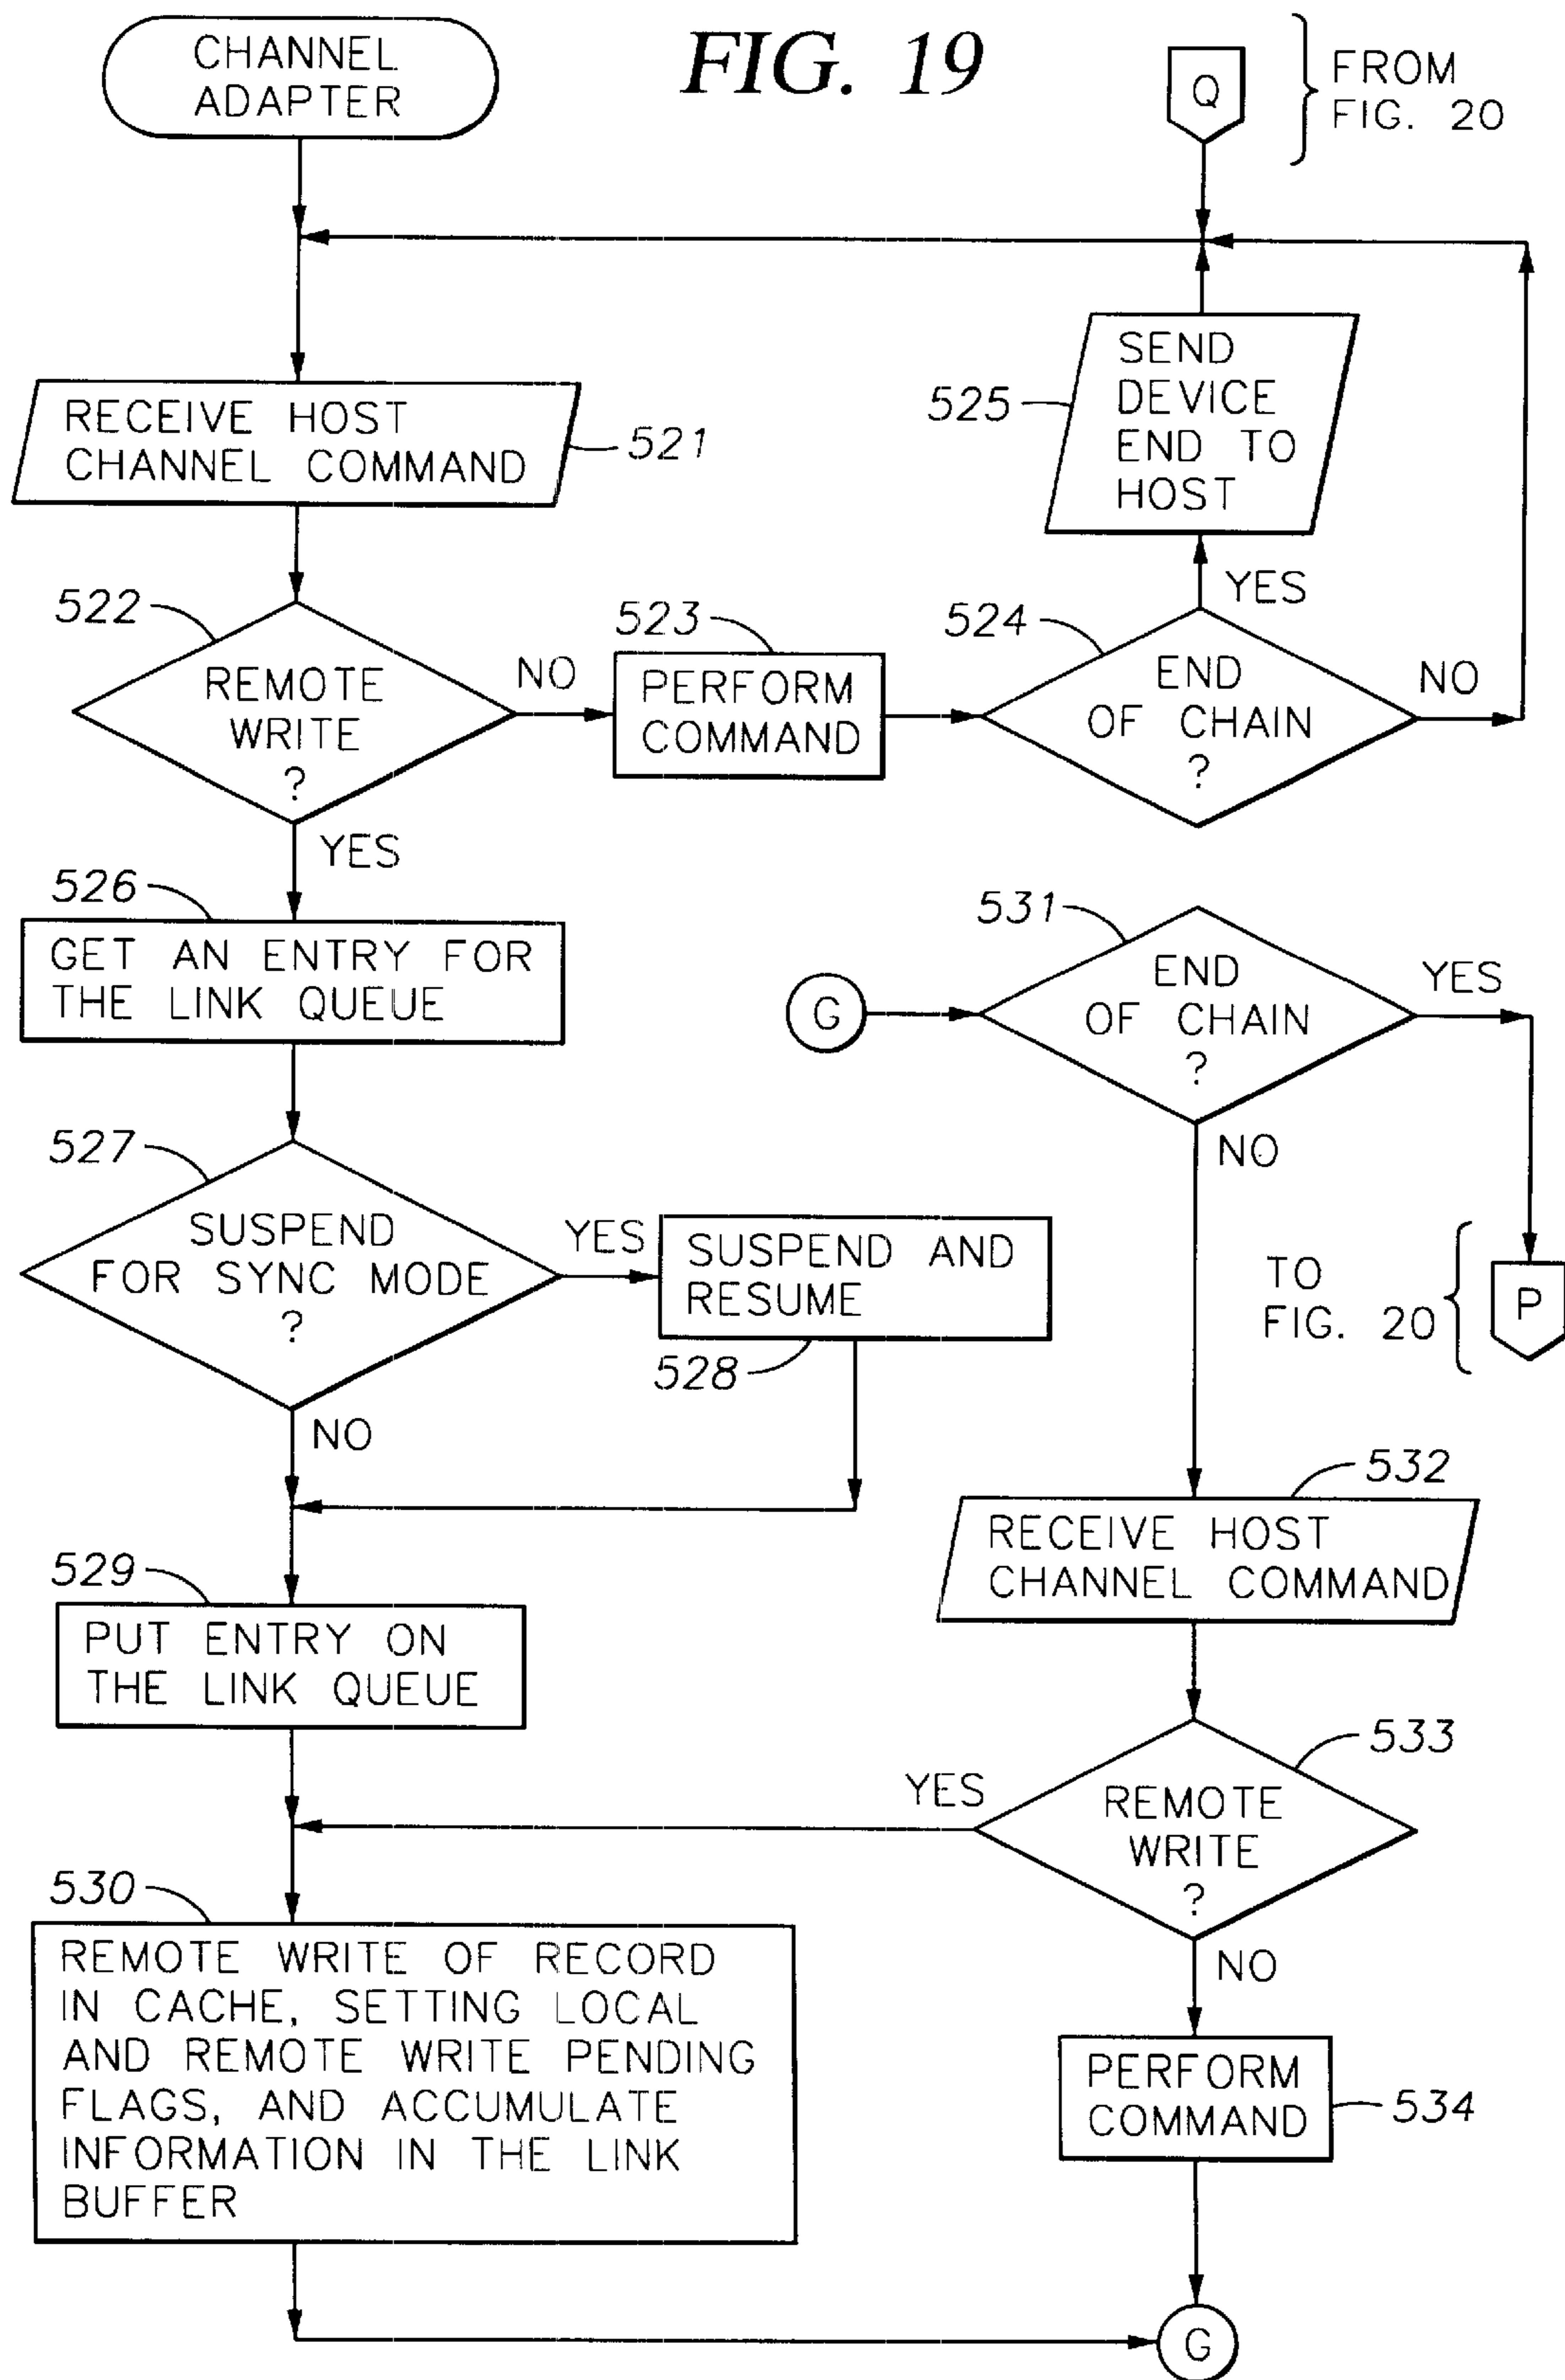 FIG. 19
CHANNEL
ADAPTER
Q
FROM
FIG. 20
RECEIVE HOST
CHANNEL COMMAND
521
SEND
DEVICE
END TO
HOST
525
YES
522
REMOTE
WRITE
?
NO
523
PERFORM
COMMAND
524
END
OF CHAIN
?
NO
YES
526
GET AN ENTRY FOR
THE LINK QUEUE
G
531
END
OF CHAIN
?
YES
NO
527
SUSPEND
FOR SYNC MODE
?
YES
SUSPEND AND
RESUME
528
TO
FIG. 20
P
NO
532
RECEIVE HOST
CHANNEL COMMAND
529
PUT ENTRY ON
THE LINK QUEUE
533
YES
REMOTE
WRITE
?
NO
530
REMOTE WRITE OF RECORD
IN CACHE, SETTING LOCAL
AND REMOTE WRITE PENDING
FLAGS, AND ACCUMULATE
INFORMATION IN THE LINK
BUFFER
PERFORM
COMMAND
534
G